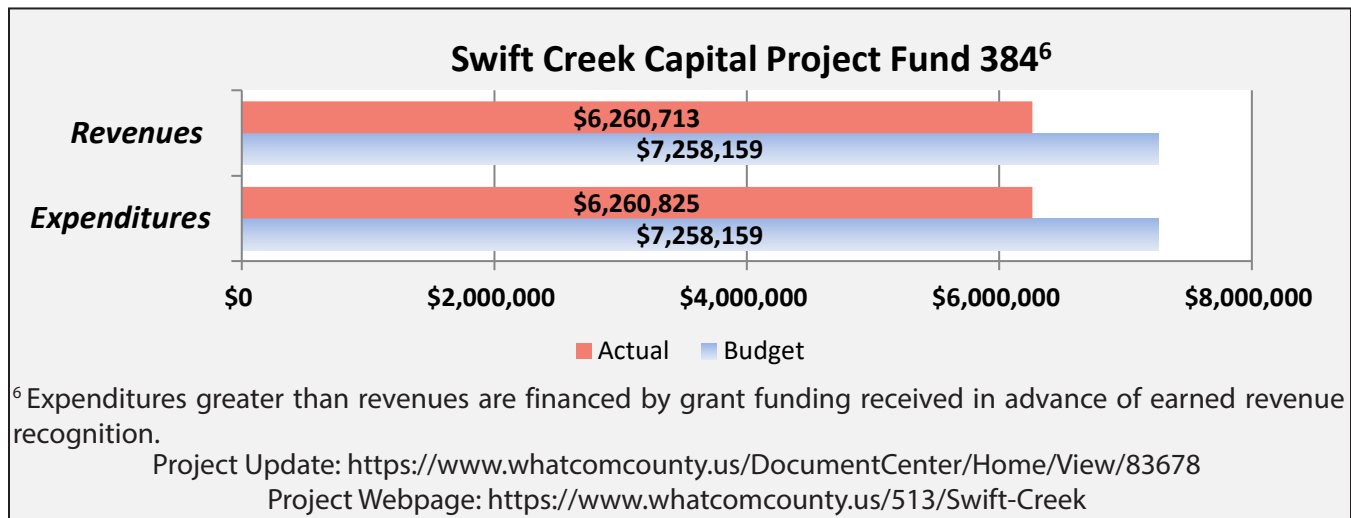 Swift Creek Capital Project Fund 384⁶
Revenues
$6,260,713
$7,258,159
Expenditures
$6,260,825
$7,258,159
$0 $2,000,000 $4,000,000 $6,000,000 $8,000,000
Actual Budget
⁶ Expenditures greater than revenues are financed by grant funding received in advance of earned revenue
recognition.
Project Update: https://www.whatcomcounty.us/DocumentCenter/Home/View/83678
Project Webpage: https://www.whatcomcounty.us/513/Swift-Creek